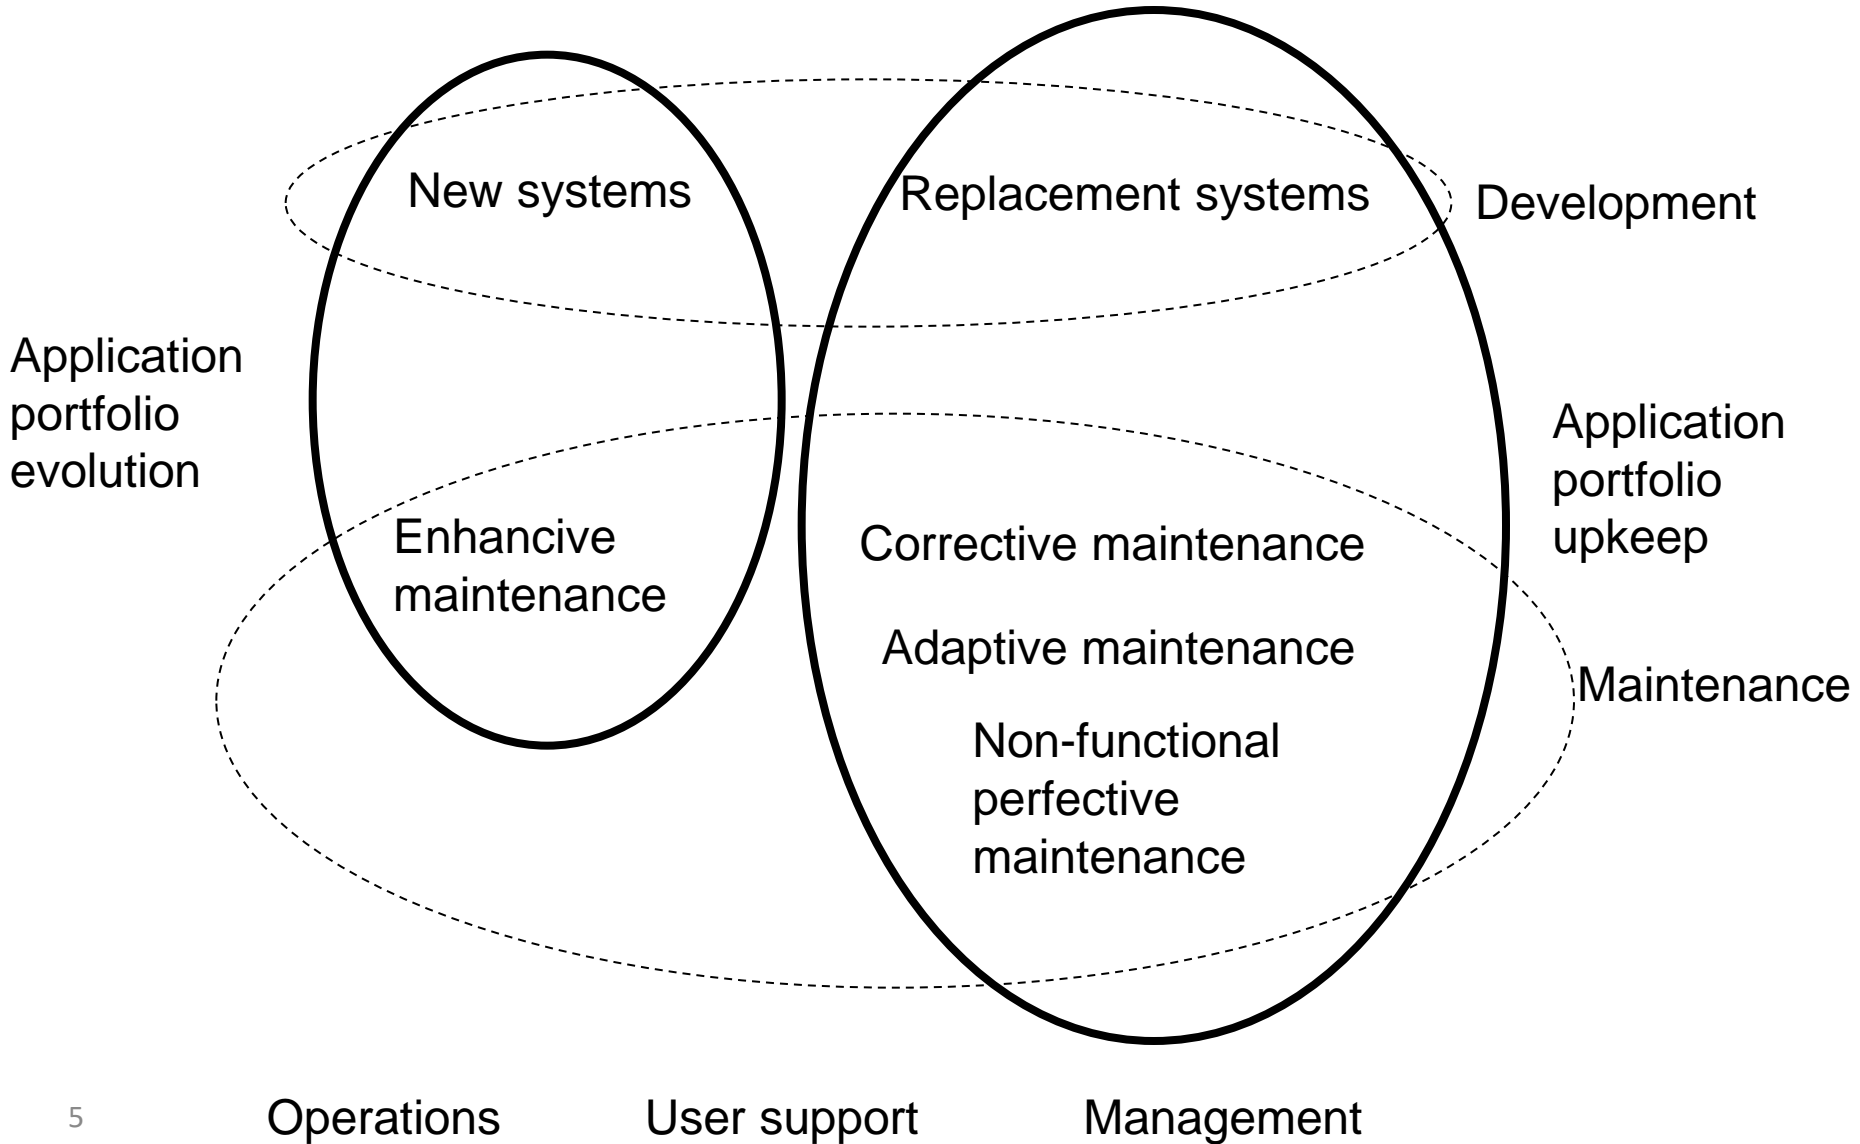 New systems
Replacement systems
Development
Application
portfolio
evolution
Application
portfolio
upkeep
Enhancive
maintenance
Corrective maintenance
Adaptive maintenance
Maintenance
Non-functional
perfective
maintenance
5
Operations
User support
Management